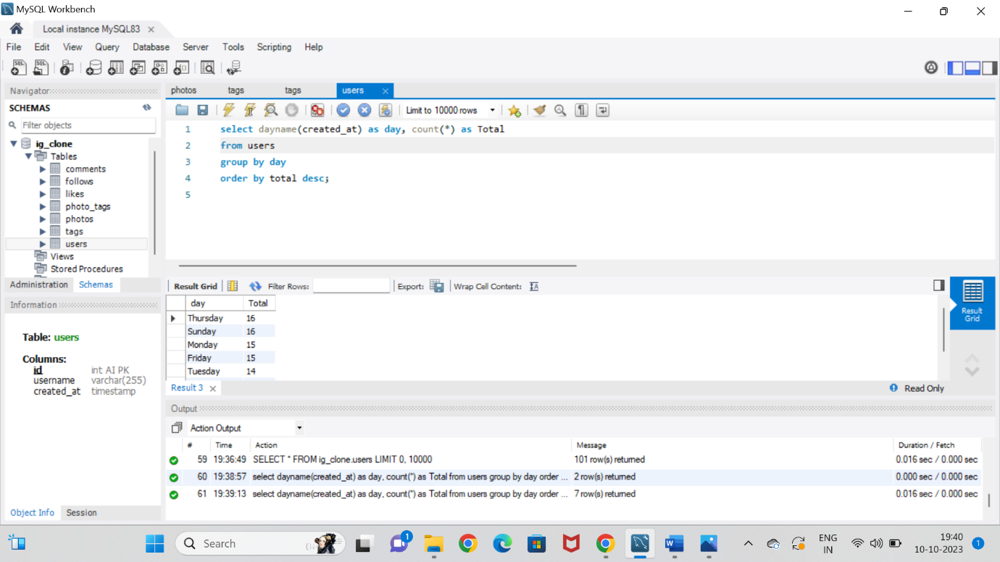 MySQL Workbench
Local instance MySQL83
File Edit View Query Database Server Tools Scripting Help
Navigator
SCHEMAS
Filter objects
ig_clone
Tables
comments
follows
likes
photo_tags
photos
tags
users
Views
Stored Procedures
Administration Schemas
Information
Table: users
Columns:
id int AI PK
username varchar(255)
created_at timestamp
Object Info Session
photos tags tags users
Limit to 10000 rows
1 select dayname(created_at) as day, count(*) as Total
2 from users
3 group by day
4 order by total desc;
5
Result Grid Filter Rows: Export: Wrap Cell Content:
day Total
Thursday 16
Sunday 16
Monday 15
Friday 15
Tuesday 14
Result Grid
Result 3 Read Only
Output
Action Output
# Time Action Message Duration / Fetch
59 19:36:49 SELECT * FROM ig_clone.users LIMIT 0, 10000 101 row(s) returned 0.016 sec / 0.000 sec
60 19:38:57 select dayname(created_at) as day, count(*) as Total from users group by day order ... 2 row(s) returned 0.000 sec / 0.000 sec
61 19:39:13 select dayname(created_at) as day, count(*) as Total from users group by day order ... 7 row(s) returned 0.016 sec / 0.000 sec
Search
1
ENG
IN
19:40
10-10-2023
1